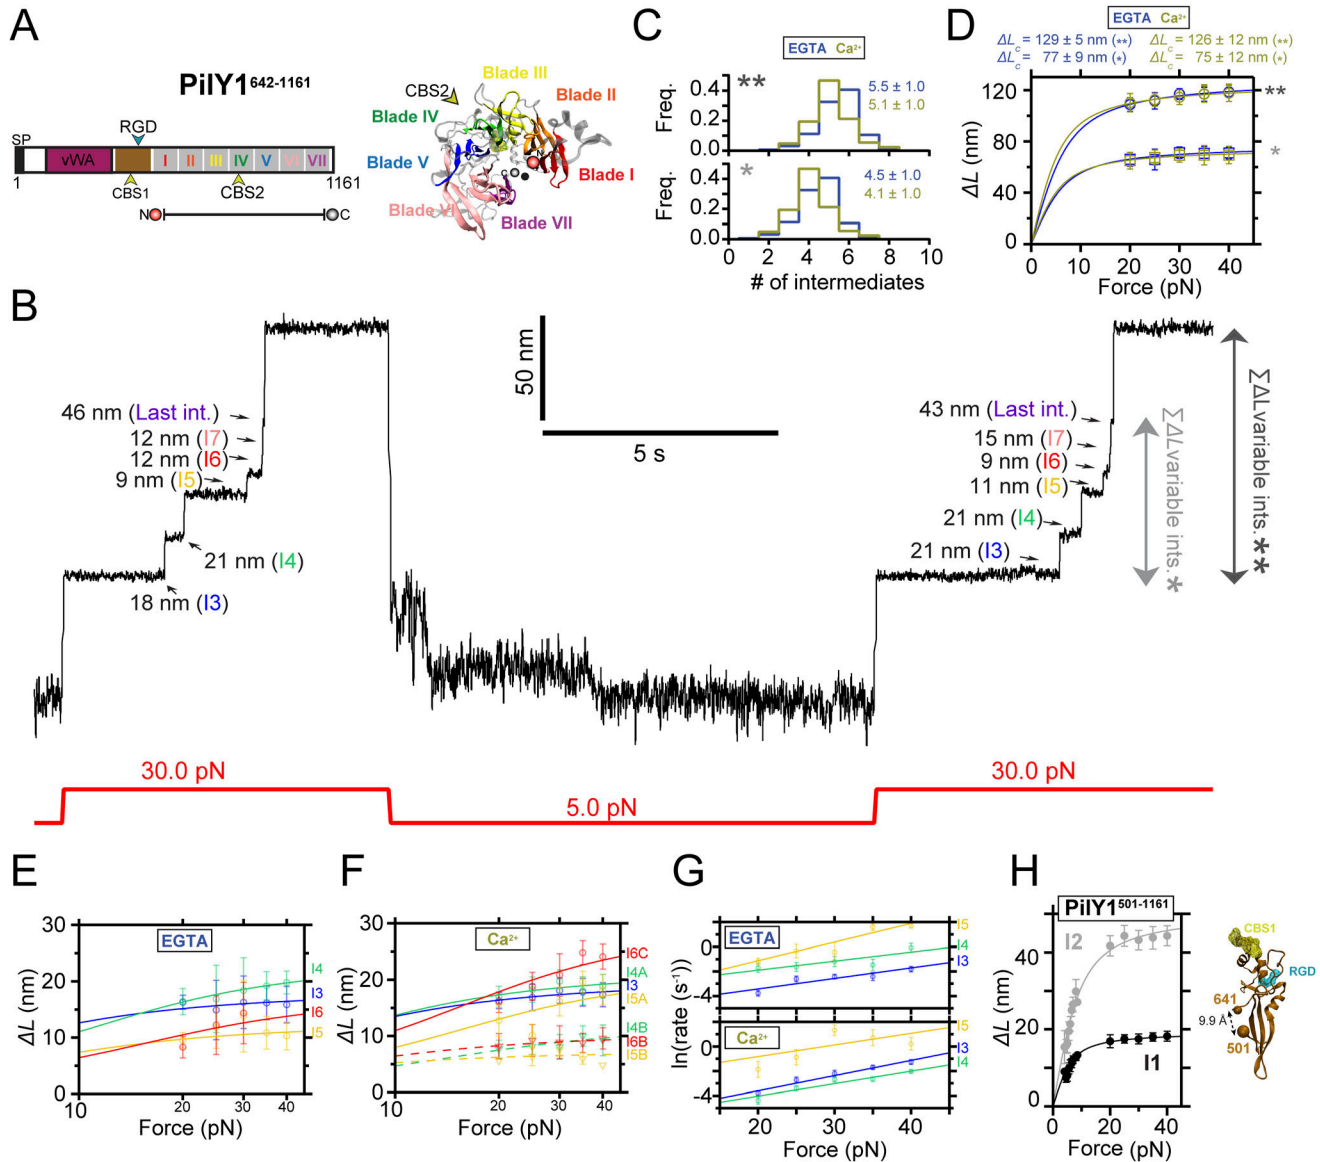 A
PilY1642-1161
SP
vWA
RGD
I II III IV V VI VII
1
CBS1
CBS2
1161
N
C
CBS2
Blade III
Blade II
Blade IV
Blade V
Blade I
Blade VI
Blade VII
N
C
C
EGTA Ca²⁺
Freq.
0.4
0.2
0.0
**
5.5 ± 1.0
5.1 ± 1.0
Freq.
0.4
0.2
0.0
*
4.5 ± 1.0
4.1 ± 1.0
0 2 4 6 8 10
# of intermediates
D
EGTA Ca²⁺
ΔLc = 129 ± 5 nm (**) ΔLc = 126 ± 12 nm (**)
ΔLc = 77 ± 9 nm (*) ΔLc = 75 ± 12 nm (*)
ΔL (nm)
120
80
40
0
**
*
0 10 20 30 40
Force (pN)
B
50 nm
5 s
46 nm (Last int.)
12 nm (I7)
12 nm (I6)
9 nm (I5)
21 nm (I4)
18 nm (I3)
43 nm (Last int.)
15 nm (I7)
9 nm (I6)
11 nm (I5)
21 nm (I4)
21 nm (I3)
∑ΔLvariable ints.*
∑ΔLvariable ints.**
30.0 pN
5.0 pN
30.0 pN
E
EGTA
ΔL (nm)
30
20
10
0
I4
I3
I6
I5
10 20 30 40
Force (pN)
F
Ca²⁺
ΔL (nm)
30
20
10
0
I6C
I4A
I3
I5A
I4B
I6B
I5B
10 20 30 40
Force (pN)
G
ln(rate (s⁻¹))
EGTA
0
-4
I5
I4
I3
Ca²⁺
0
-4
I5
I3
I4
20 30 40
Force (pN)
H
PilY1501-1161
ΔL (nm)
40
20
0
I2
I1
0 20 40
Force (pN)
CBS1
RGD
641
9.9 Å
501